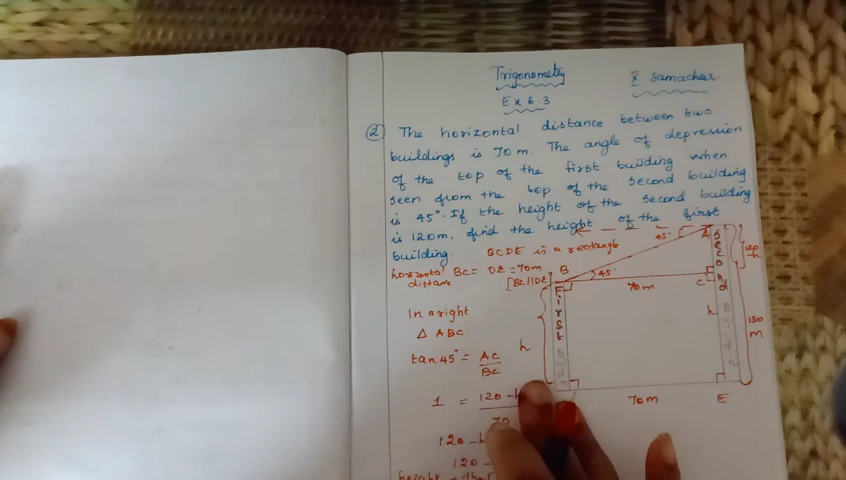 Trigonometry
X Samacheer.
Ex 6.3
② The horizontal distance between two
buildings is 70 m. The angle of depression
of the top of the first building when
seen from the top of the second building
is 45°. If the height of the second building
is 120m, find the height of the first
building.
BCDE is a rectangle
horizontal BC = DE = 70m
distance
[BC||DE
In a right
Δ ABC
tan 45° = AC
BC
1 = 120 - h
70
120 - h
120 -
45°
A
B
45°
70m
C
First
h
h
120
m
70m
E